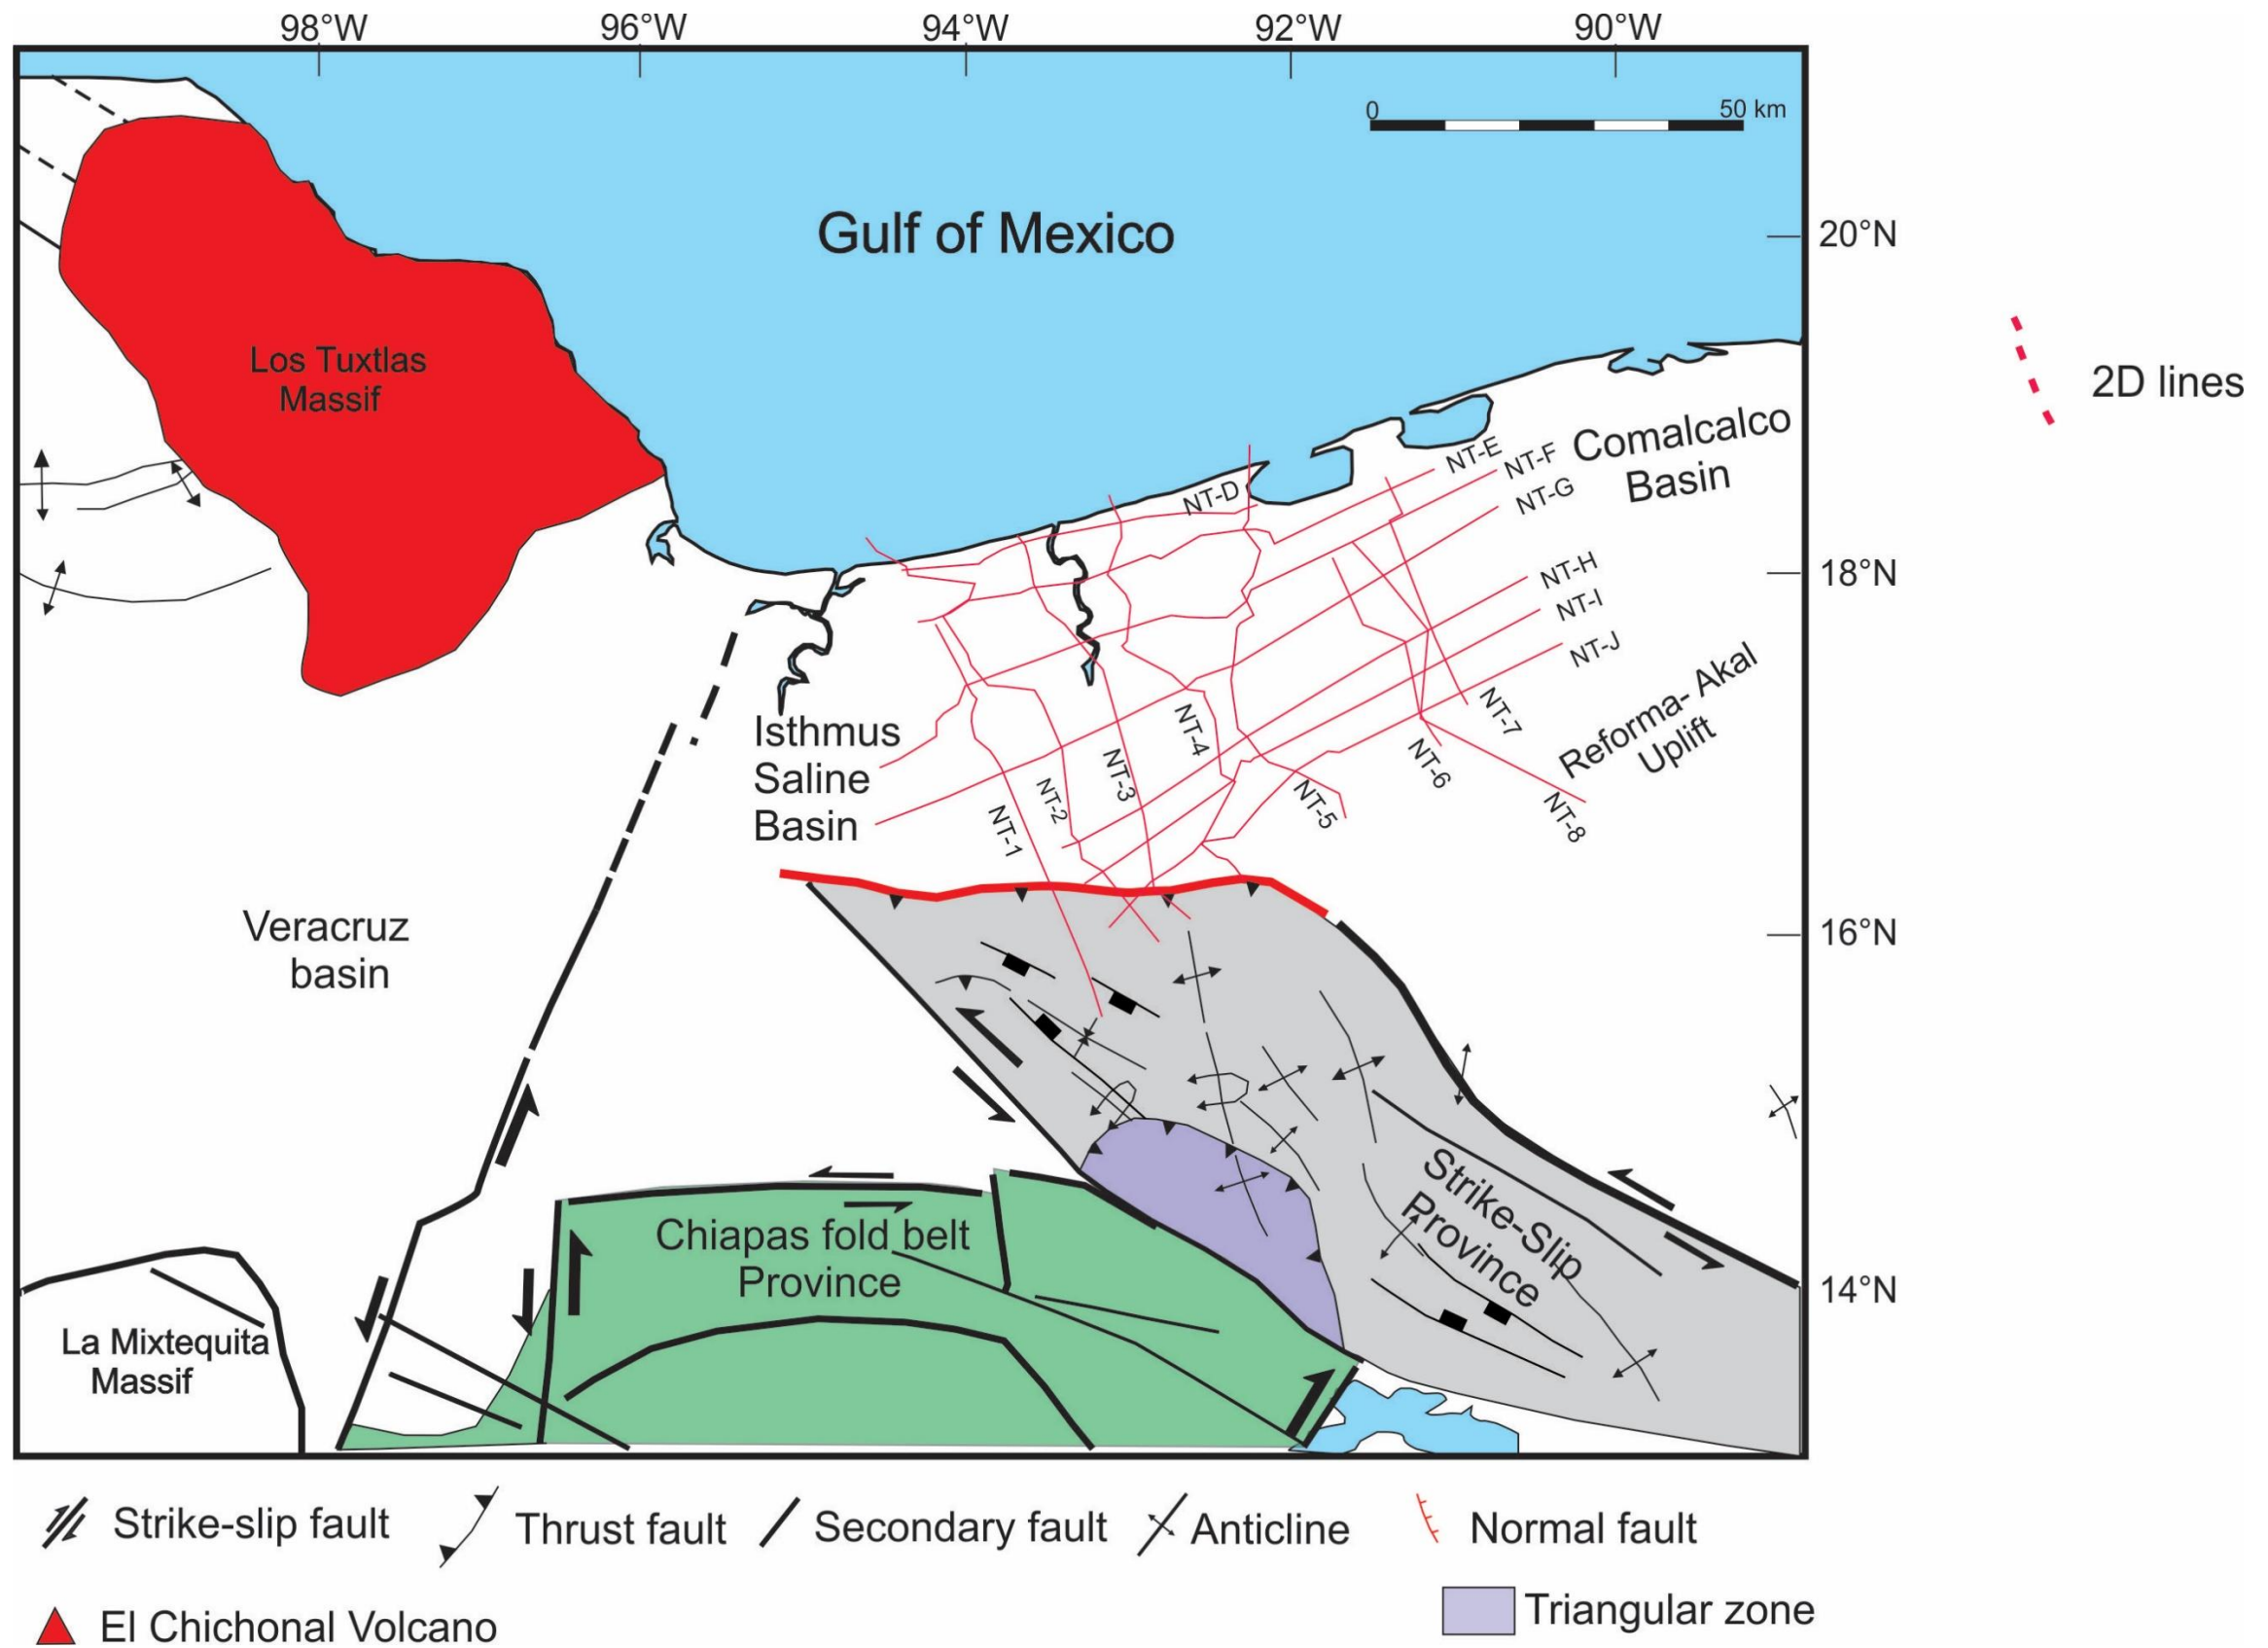 98°W 96°W 94°W 92°W 90°W
0 50 km
Gulf of Mexico
20°N
Los Tuxtlas
Massif
2D lines
Comalcalco
Basin
NT-D
NT-E
NT-F
NT-G
18°N
NT-H
NT-I
NT-J
Reforma- Akal
Uplift
Isthmus
Saline
Basin
NT-1
NT-2
NT-3
NT-4
NT-5
NT-6
NT-7
NT-8
Veracruz
basin
16°N
Strike-Slip
Province
Chiapas fold belt
Province
14°N
La Mixtequita
Massif
Strike-slip fault Thrust fault Secondary fault Anticline Normal fault
El Chichonal Volcano Triangular zone